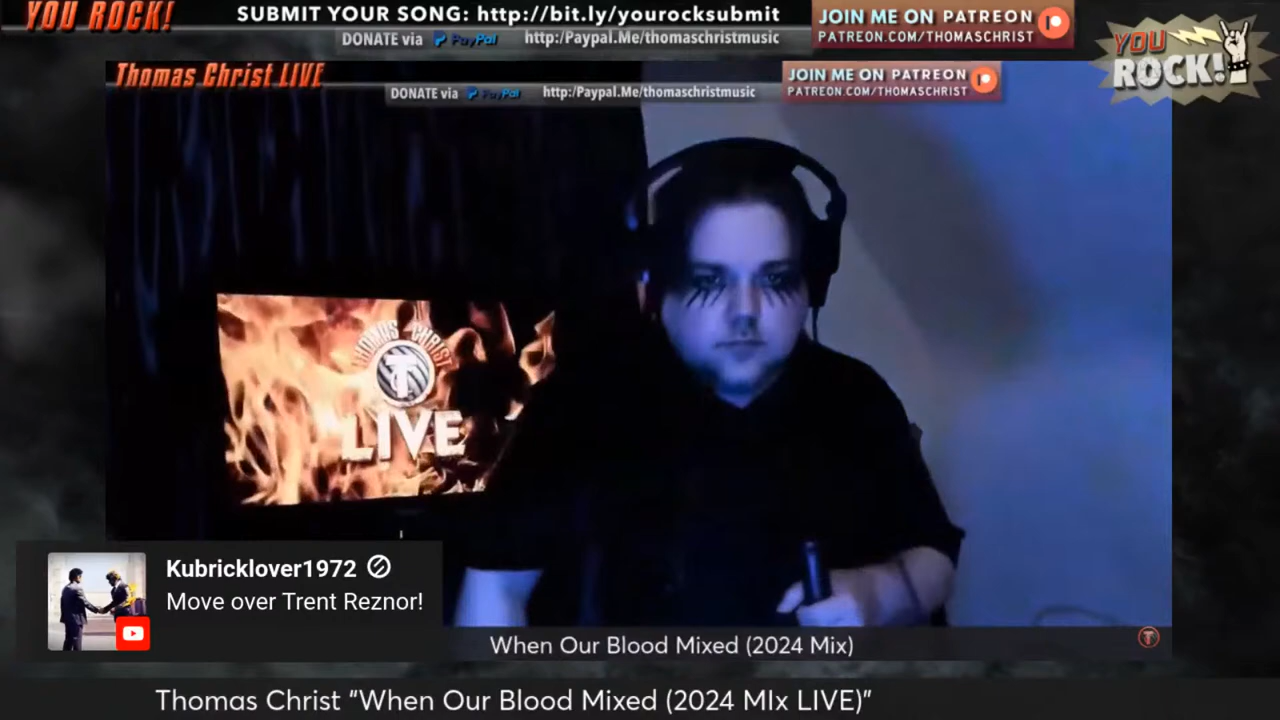 YOU ROCK!
SUBMIT YOUR SONG: http://bit.ly/yourocksubmit
DONATE via PayPal http:/Paypal.Me/thomaschristmusic
JOIN ME ON PATREON
PATREON.COM/THOMASCHRIST
YOU
ROCK!
Thomas Christ LIVE
DONATE via PayPal http:/Paypal.Me/thomaschristmusic
JOIN ME ON PATREON
PATREON.COM/THOMASCHRIST
THOMAS CHRIST
T
LIVE
Kubricklover1972
Move over Trent Reznor!
When Our Blood Mixed (2024 Mix)
T
Thomas Christ “When Our Blood Mixed (2024 MIx LIVE)”